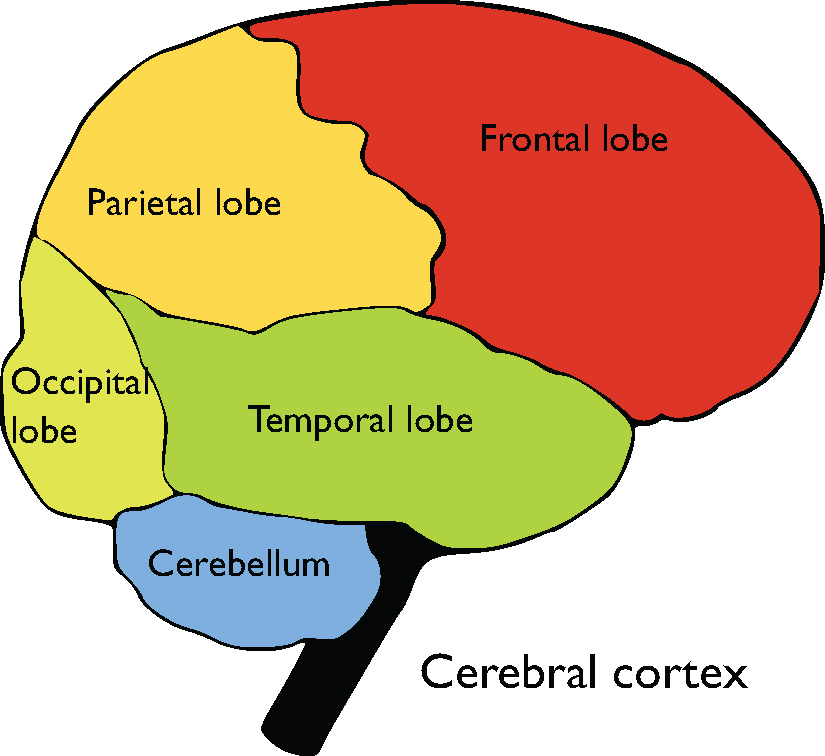 Frontal lobe
Parietal lobe
Occipital
lobe
Temporal lobe
Cerebellum
Cerebral cortex